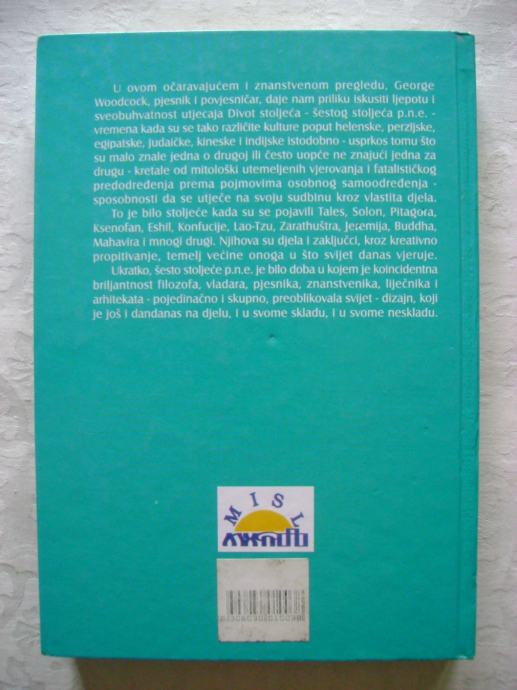 U ovom očaravajućem i znanstvenom pregledu, George
Woodcock, pjesnik i povjesničar, daje nam priliku iskusiti ljepotu i
sveobuhvatnost utjecaja Divot stoljeća - šestog stoljeća p.n.e. -
vremena kada su se tako različite kulture poput helenske, perzijske,
egipatske, judaičke, kineske i indijske istodobno - usprkos tomu što
su malo znale jedna o drugoj ili često uopće ne znajući jedna za
drugu - kretale od mitološki utemeljenih vjerovanja i fatalističkog
predodređenja prema pojmovima osobnog samoodređenja -
sposobnosti da se utječe na svoju sudbinu kroz vlastita djela.
To je bilo stoljeće kada su se pojavili Tales, Solon, Pitagora,
Ksenofan, Eshil, Konfucije, Lao-Tzu, Zarathuštra, Jeremija, Buddha,
Mahavira i mnogi drugi. Njihova su djela i zaključci, kroz kreativno
propitivanje, temelj većine onoga u što svijet danas vjeruje.
Ukratko, šesto stoljeće p.n.e. je bilo doba u kojem je koincidentna
briljantnost filozofa, vladara, pjesnika, znanstvenika, liječnika i
arhitekata - pojedinačno i skupno, preoblikovala svijet - dizajn, koji
je još i dandanas na djelu, i u svome skladu, i u svome neskladu.
MISL